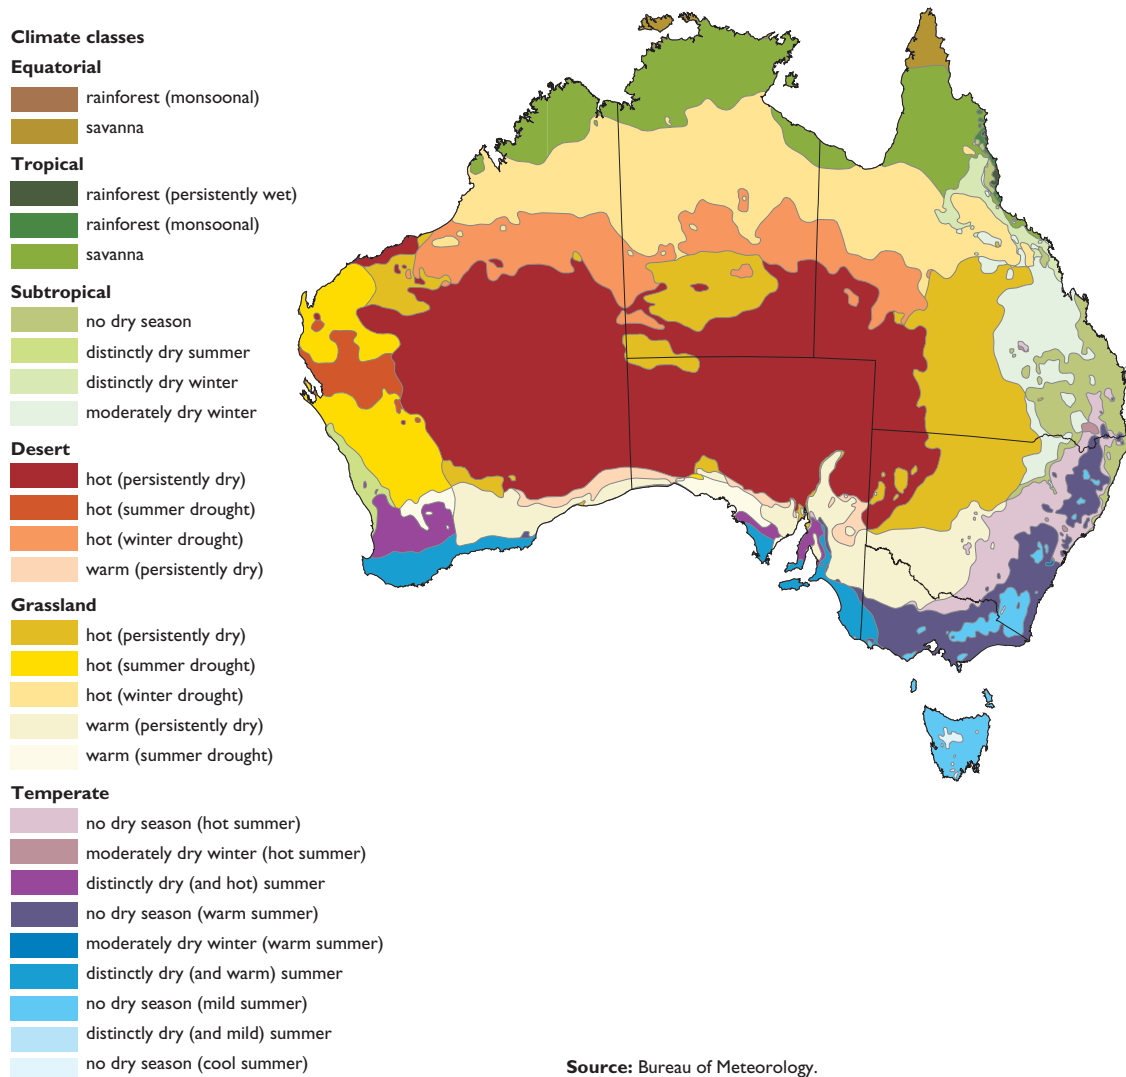 Climate classes
Equatorial
rainforest (monsoonal)
savanna
Tropical
rainforest (persistently wet)
rainforest (monsoonal)
savanna
Subtropical
no dry season
distinctly dry summer
distinctly dry winter
moderately dry winter
Desert
hot (persistently dry)
hot (summer drought)
hot (winter drought)
warm (persistently dry)
Grassland
hot (persistently dry)
hot (summer drought)
hot (winter drought)
warm (persistently dry)
warm (summer drought)
Temperate
no dry season (hot summer)
moderately dry winter (hot summer)
distinctly dry (and hot) summer
no dry season (warm summer)
moderately dry winter (warm summer)
distinctly dry (and warm) summer
no dry season (mild summer)
distinctly dry (and mild) summer
no dry season (cool summer)
Source: Bureau of Meteorology.